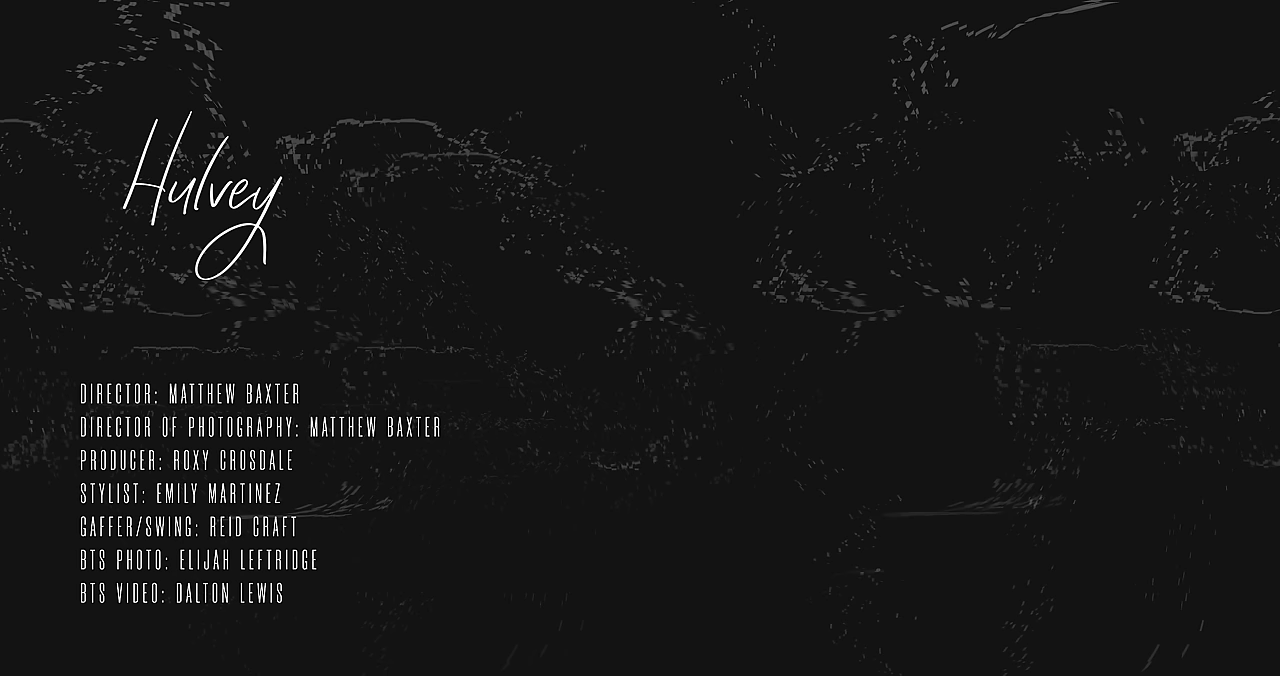 Hulvey
DIRECTOR: MATTHEW BAXTER
DIRECTOR OF PHOTOGRAPHY: MATTHEW BAXTER
PRODUCER: ROXY CROSDALE
STYLIST: EMILY MARTINEZ
GAFFER/SWING: REID CRAFT
BTS PHOTO: ELIJAH LEFTRIDGE
BTS VIDEO: DALTON LEWIS